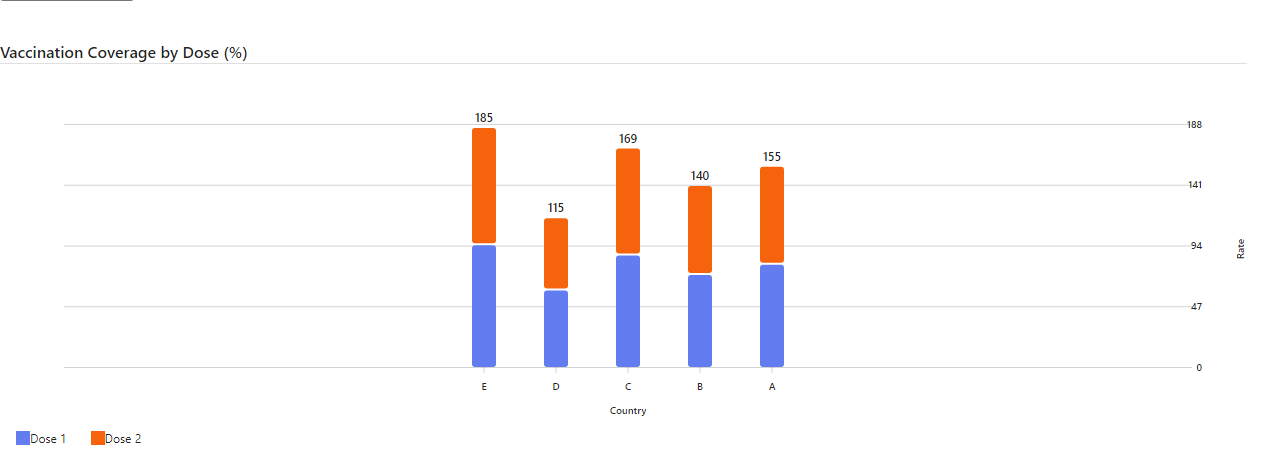 Vaccination Coverage by Dose (%)
185
169
155
140
115
188
141
94
47
0
Rate
E D C B A
Country
Dose 1 Dose 2